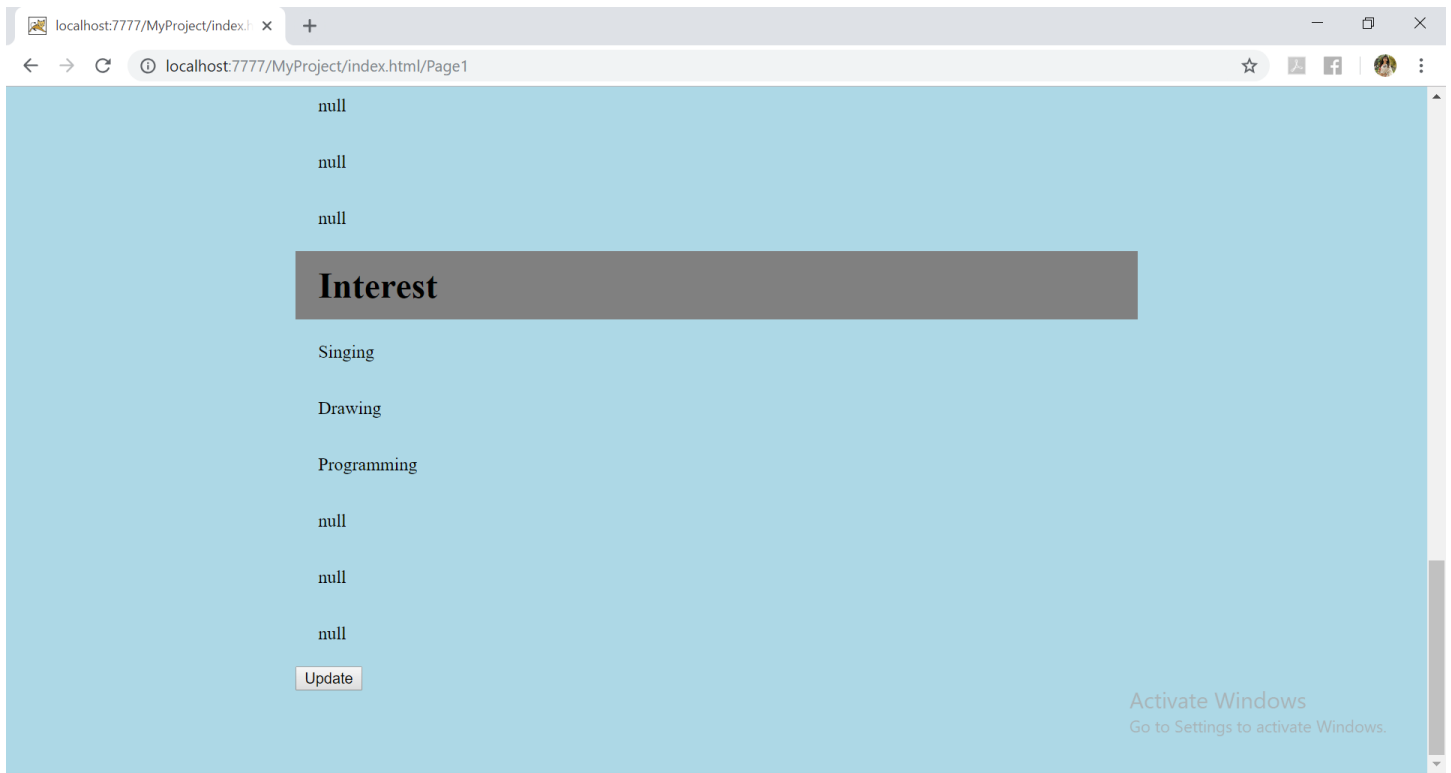 localhost:7777/MyProject/index.h
localhost:7777/MyProject/index.html/Page1
null
null
null
Interest
Singing
Drawing
Programming
null
null
null
Update
Activate Windows
Go to Settings to activate Windows.